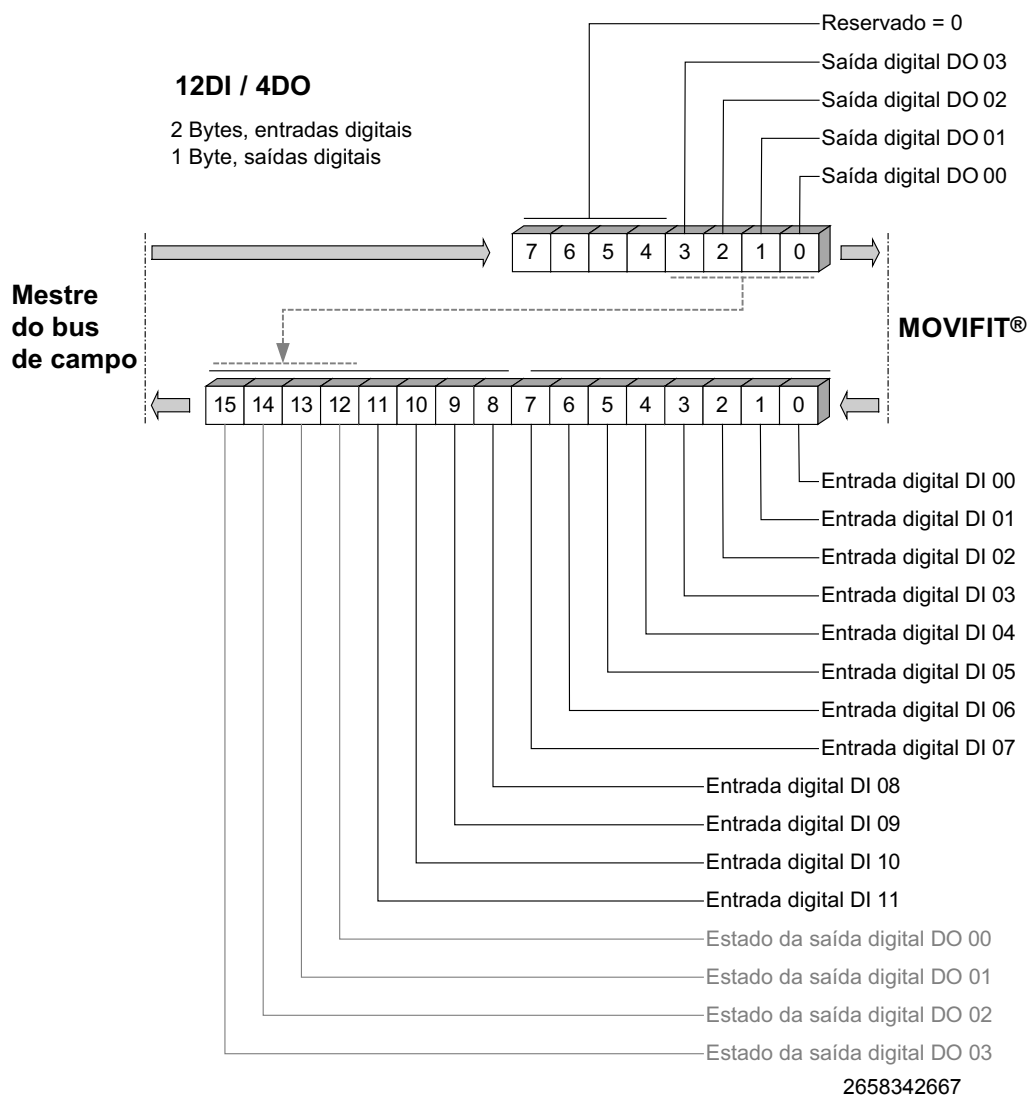 Reservado = 0
Saída digital DO 03
12DI / 4DO
Saída digital DO 02
2 Bytes, entradas digitais
Saída digital DO 01
1 Byte, saídas digitais
Saída digital DO 00
7 6 5 4 3 2 1 0
Mestre
do bus
de campo
MOVIFIT®
15 14 13 12 11 10 9 8 7 6 5 4 3 2 1 0
Entrada digital DI 00
Entrada digital DI 01
Entrada digital DI 02
Entrada digital DI 03
Entrada digital DI 04
Entrada digital DI 05
Entrada digital DI 06
Entrada digital DI 07
Entrada digital DI 08
Entrada digital DI 09
Entrada digital DI 10
Entrada digital DI 11
Estado da saída digital DO 00
Estado da saída digital DO 01
Estado da saída digital DO 02
Estado da saída digital DO 03
2658342667